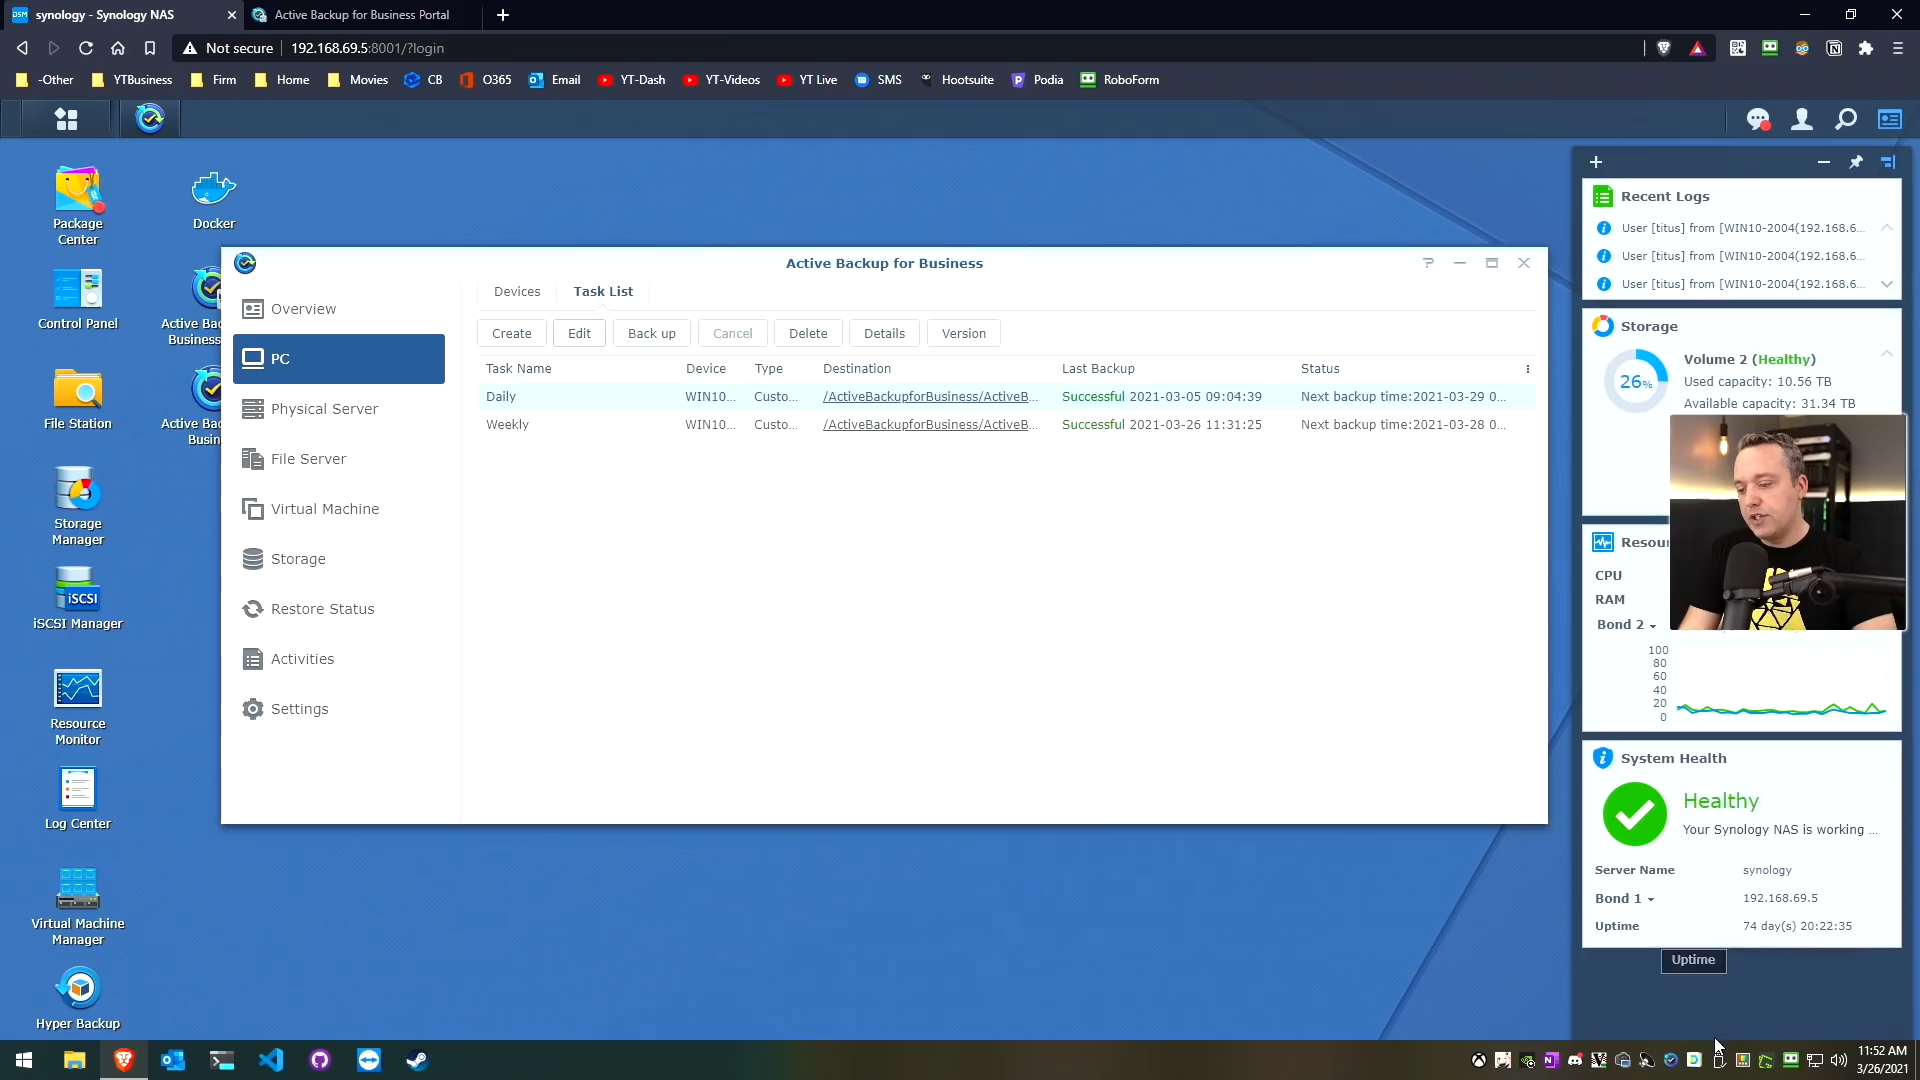 synology - Synology NAS
Active Backup for Business Portal
Not secure
192.168.69.5:8001/?login
-Other
YTBusiness
Firm
Home
Movies
CB
O365
Email
YT-Dash
YT-Videos
YT Live
SMS
Hootsuite
Podia
RoboForm
Package
Center
Docker
Control Panel
Active Bac
Business
File Station
Active Bac
Busin
Storage
Manager
iSCSI
iSCSI Manager
Resource
Monitor
Log Center
Virtual Machine
Manager
Hyper Backup
Active Backup for Business
Overview
PC
Physical Server
File Server
Virtual Machine
Storage
Restore Status
Activities
Settings
Devices
Task List
Create
Edit
Back up
Cancel
Delete
Details
Version
Task Name Device Type Destination Last Backup Status
Daily WIN10... Custo... /ActiveBackupforBusiness/ActiveB... Successful 2021-03-05 09:04:39 Next backup time:2021-03-29 0...
Weekly WIN10... Custo... /ActiveBackupforBusiness/ActiveB... Successful 2021-03-26 11:31:25 Next backup time:2021-03-28 0...
Recent Logs
User [titus] from [WIN10-2004(192.168.6...
User [titus] from [WIN10-2004(192.168.6...
User [titus] from [WIN10-2004(192.168.6...
Storage
26%
Volume 2 (Healthy)
Used capacity: 10.56 TB
Available capacity: 31.34 TB
Resour
CPU
RAM
Bond 2
100
80
60
40
20
0
System Health
Healthy
Your Synology NAS is working ...
Server Name synology
Bond 1 192.168.69.5
Uptime 74 day(s) 20:22:35
Uptime
11:52 AM
3/26/2021